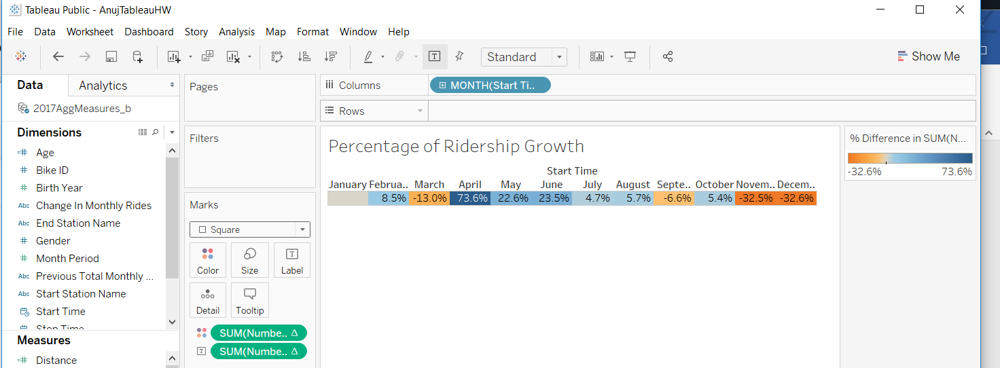 Tableau Public - AnujTableauHW
File Data Worksheet Dashboard Story Analysis Map Format Window Help
Standard
Show Me
Data Analytics
2017AggMeasures_b
Dimensions
Age
Bike ID
Birth Year
Abc Change In Monthly Rides
Abc End Station Name
Gender
Month Period
Abc Previous Total Monthly ...
Abc Start Station Name
Start Time
Stop Time
Measures
Distance
Pages
Filters
Marks
Square
Color Size Label
Detail Tooltip
SUM(Numbe.. Δ
SUM(Numbe.. Δ
Columns MONTH(Start Ti..
Rows
Percentage of Ridership Growth
Start Time
January Februa.. March April May June July August Septe.. October Novem.. Decem..
8.5% -13.0% 73.6% 22.6% 23.5% 4.7% 5.7% -6.6% 5.4% -32.5% -32.6%
% Difference in SUM(N...
-32.6% 73.6%